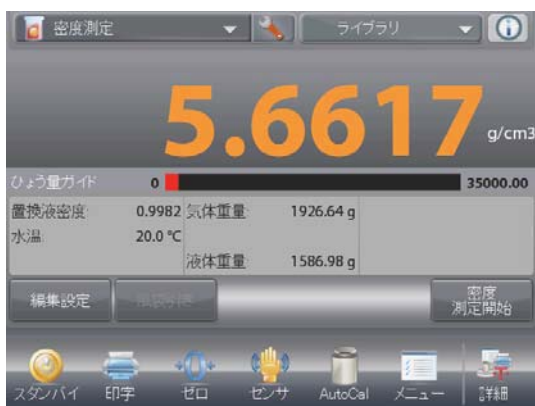 密度測定 ライブラリ
5.6617 g/cm3
ひょう量ガイド 0 35000.00
置換液密度: 0.9982 気体重量: 1926.64 g
水温: 20.0 ℃
液体重量: 1586.98 g
編集設定 密度
測定開始
スタンバイ 印字 ゼロ センサ AutoCal メニュー 詳細